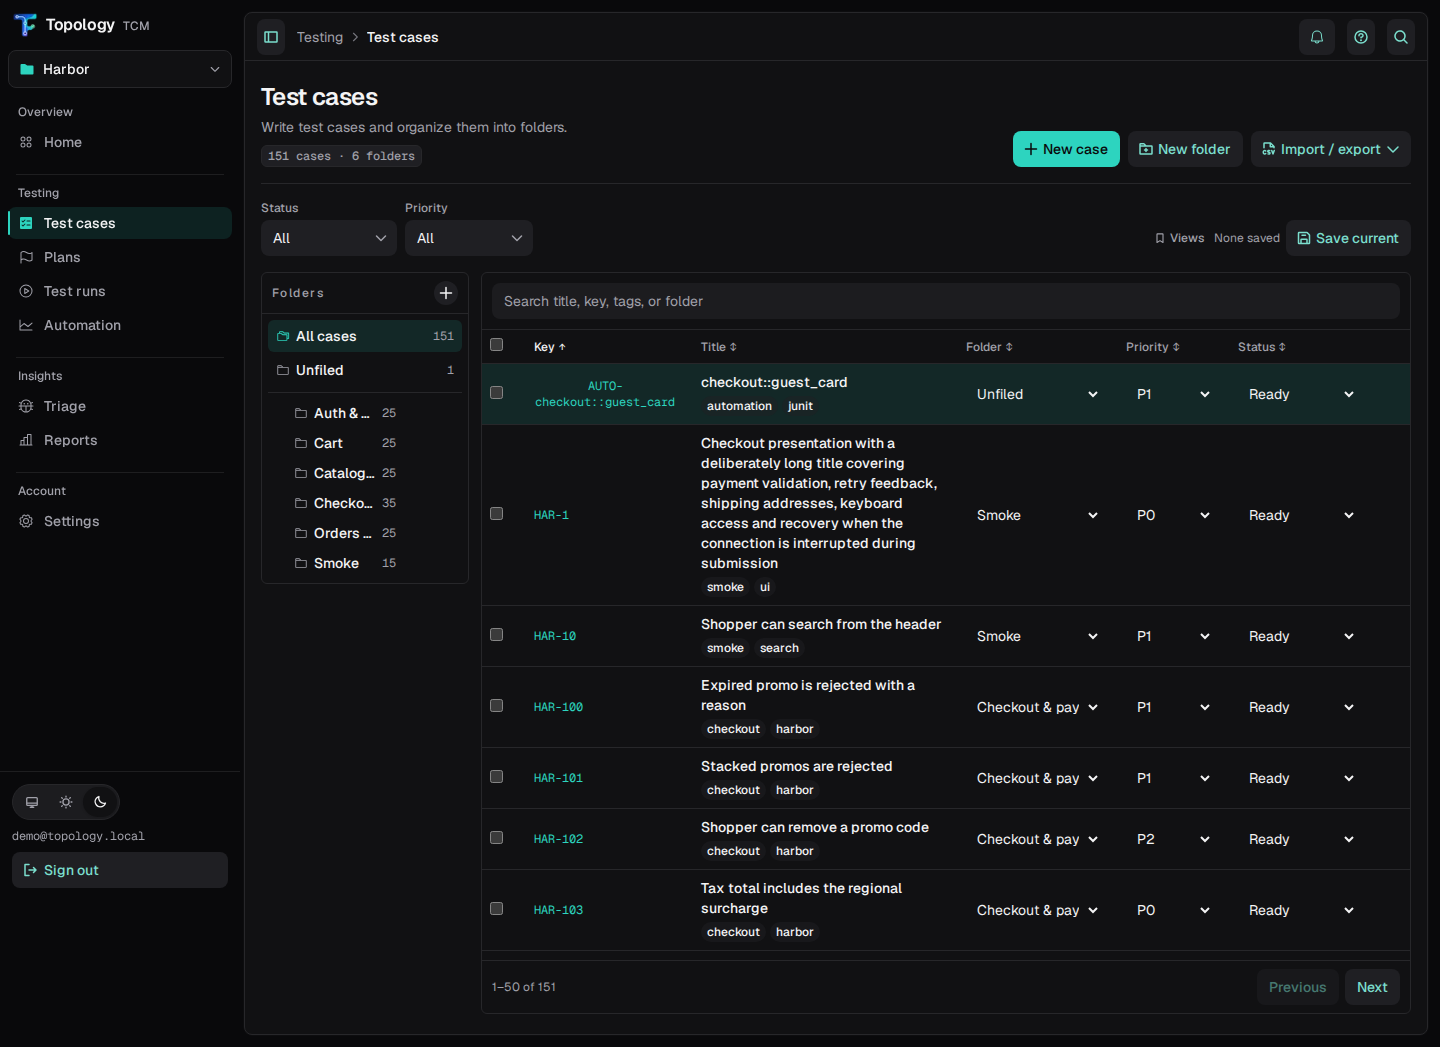 Topology TCM
Harbor
Overview
Home
Testing
Test cases
Plans
Test runs
Automation
Insights
Triage
Reports
Account
Settings
demo@topology.local
Sign out
Testing > Test cases
Test cases
Write test cases and organize them into folders.
151 cases · 6 folders
New case
New folder
Import / export
Status
Priority
All
All
Views None saved
Save current
Folders
All cases 151
Unfiled 1
Auth & ... 25
Cart 25
Catalog... 25
Checko... 35
Orders ... 25
Smoke 15
Search title, key, tags, or folder
Key ↑ Title Folder Priority Status
AUTO-
checkout::guest_card
checkout::guest_card
automation junit
Unfiled P1 Ready
HAR-1
Checkout presentation with a
deliberately long title covering
payment validation, retry feedback,
shipping addresses, keyboard
access and recovery when the
connection is interrupted during
submission
smoke ui
Smoke P0 Ready
HAR-10
Shopper can search from the header
smoke search
Smoke P1 Ready
HAR-100
Expired promo is rejected with a
reason
checkout harbor
Checkout & pay P1 Ready
HAR-101
Stacked promos are rejected
checkout harbor
Checkout & pay P1 Ready
HAR-102
Shopper can remove a promo code
checkout harbor
Checkout & pay P2 Ready
HAR-103
Tax total includes the regional
surcharge
checkout harbor
Checkout & pay P0 Ready
1–50 of 151
Previous
Next